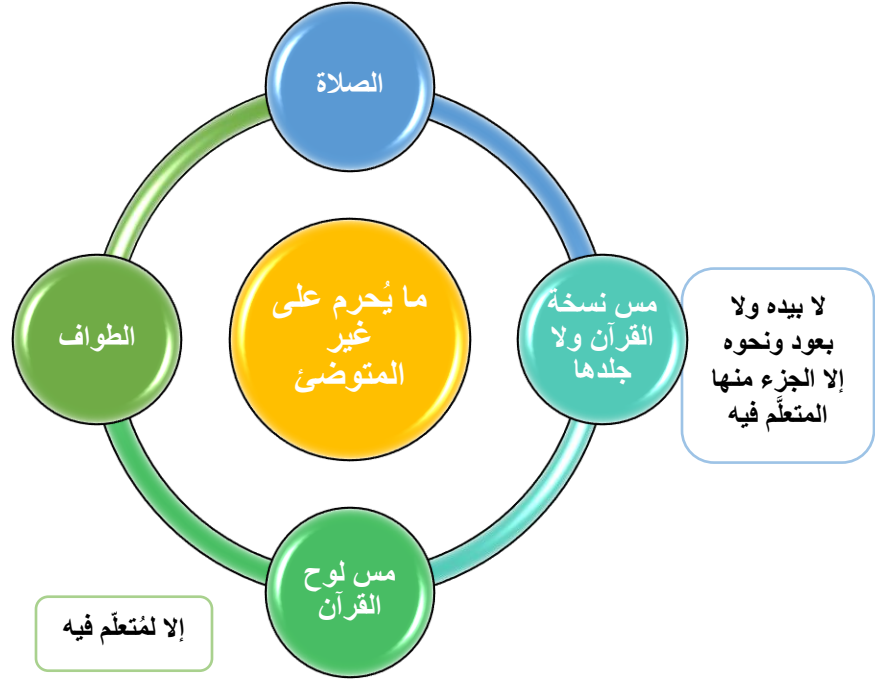 الصلاة
ما يُحرم على
غير
المتوضئ
مس نسخة
القرآن ولا
جلدها
لا بيده ولا
بعود ونحوه
إلا الجزء منها
المتعلَّم فيه
مس لوح
القرآن
إلا لمُتعلّم فيه
الطواف